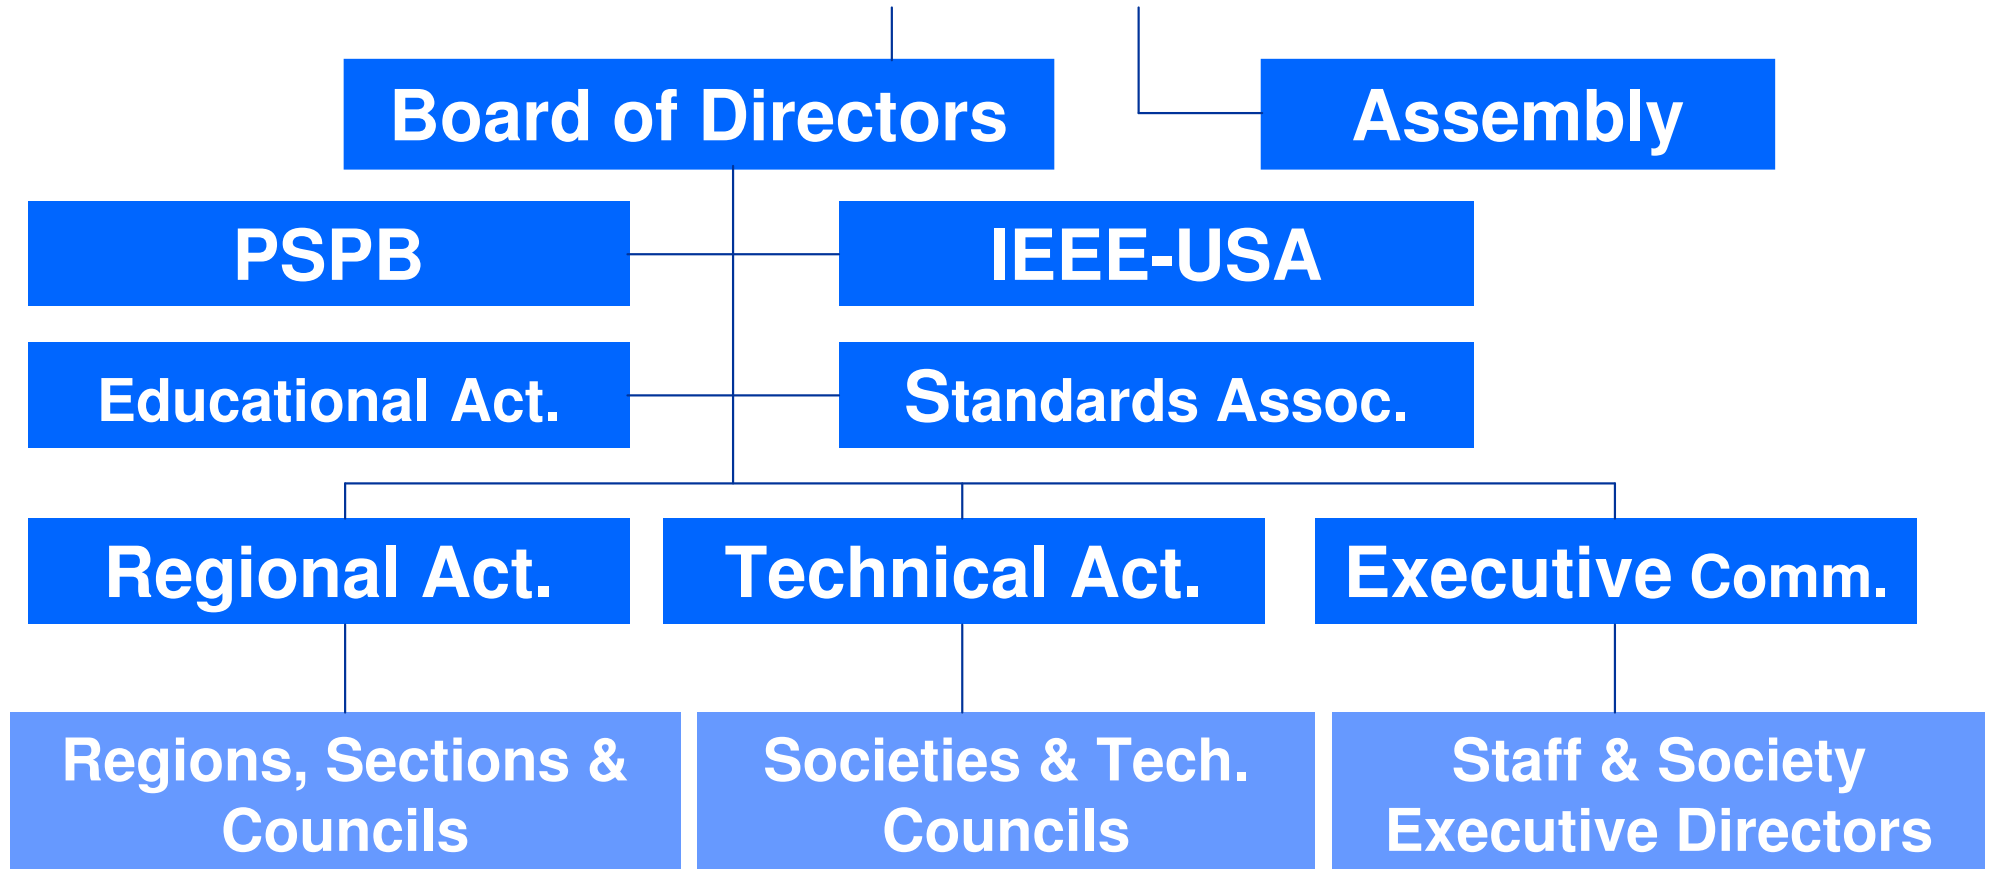 Board of Directors
Assembly
PSPB
IEEE-USA
Educational Act.
Standards Assoc.
Regional Act.
Technical Act.
Executive Comm.
Regions, Sections &
Councils
Societies & Tech.
Councils
Staff & Society
Executive Directors